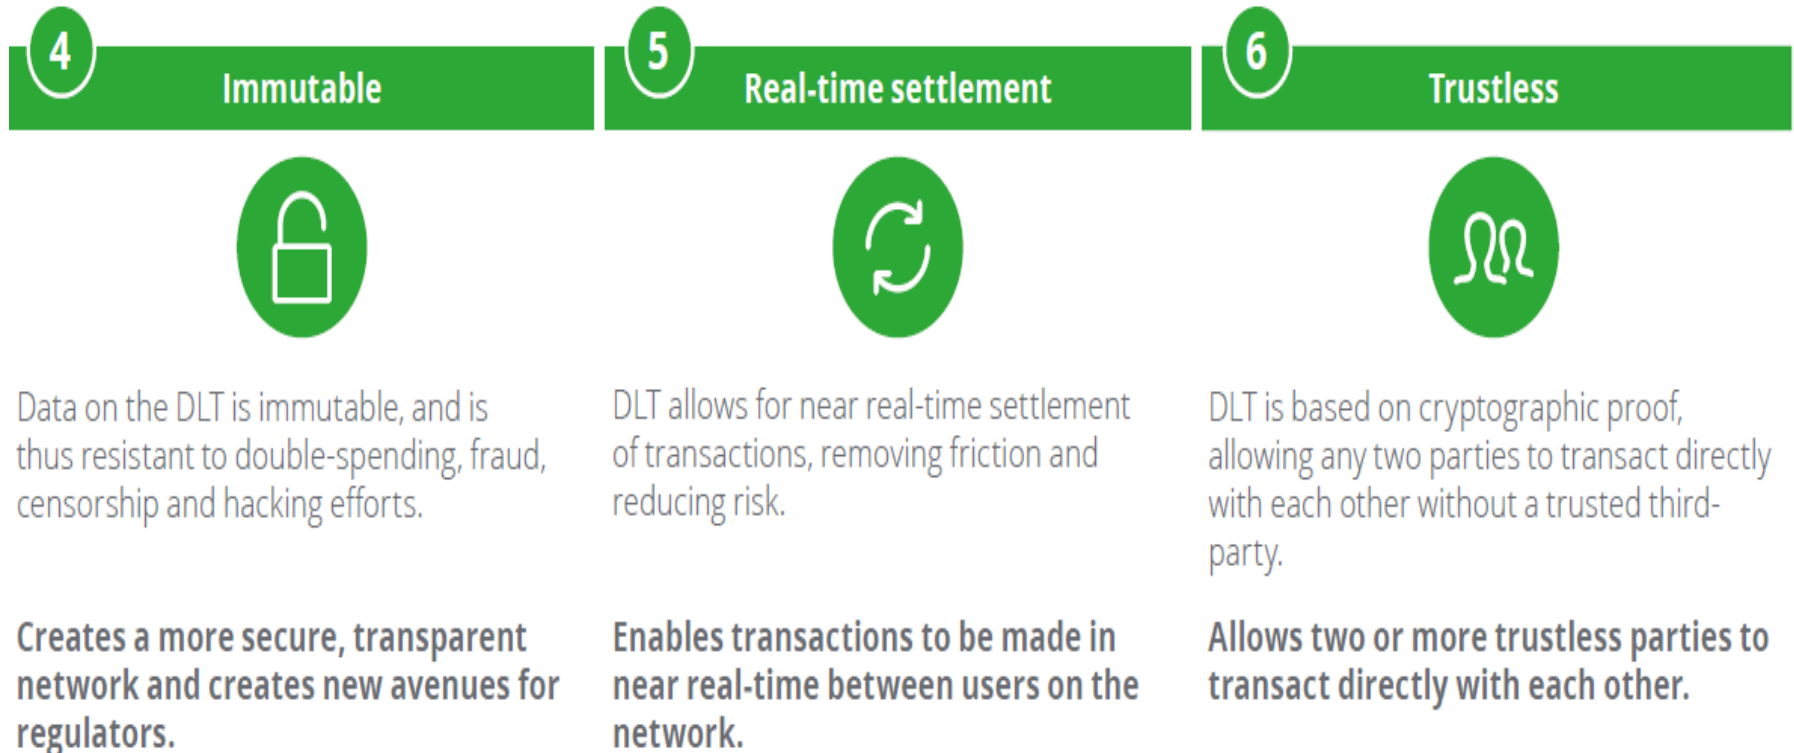 4
Immutable
Data on the DLT is immutable, and is
thus resistant to double-spending, fraud,
censorship and hacking efforts.
Creates a more secure, transparent
network and creates new avenues for
regulators.
5
Real-time settlement
DLT allows for near real-time settlement
of transactions, removing friction and
reducing risk.
Enables transactions to be made in
near real-time between users on the
network.
6
Trustless
DLT is based on cryptographic proof,
allowing any two parties to transact directly
with each other without a trusted third-
party.
Allows two or more trustless parties to
transact directly with each other.